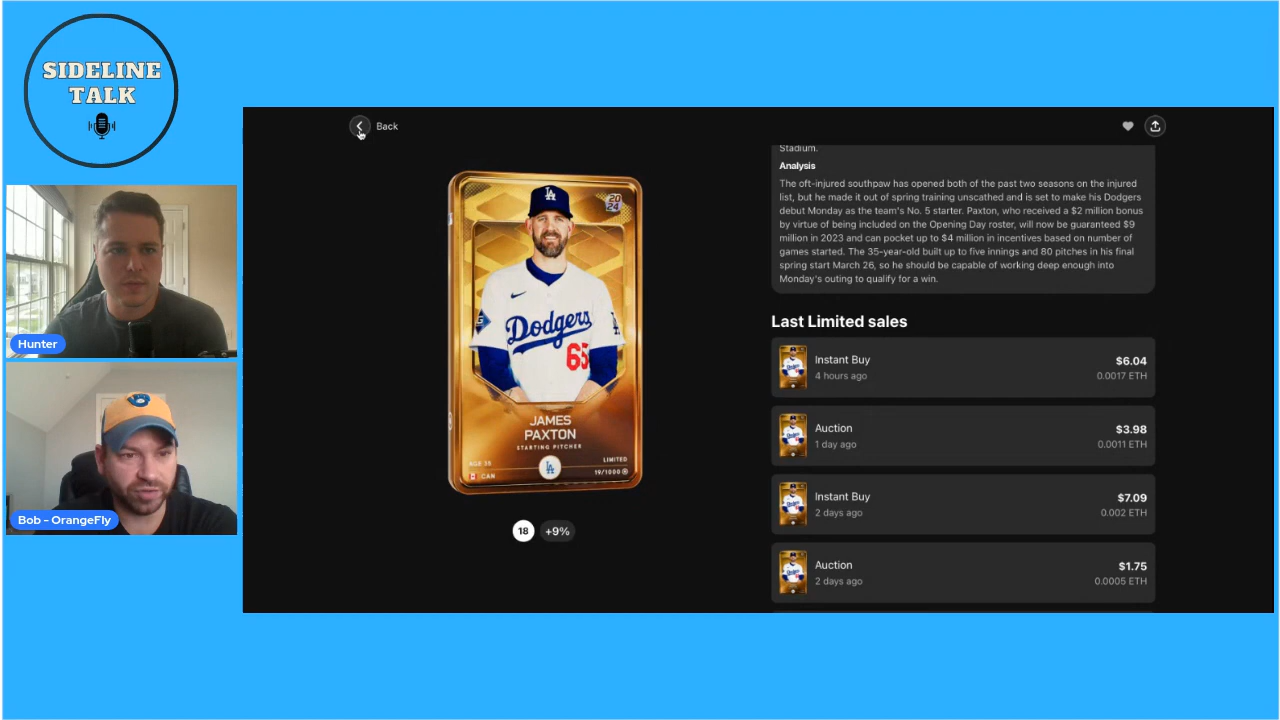 SIDELINE
TALK
Hunter
Bob - OrangeFly
Back
20
24
Dodgers
65
JAMES
PAXTON
STARTING PITCHER
AGE 35
LIMITED
CAN
19/1000
18
+9%
Stadium.
Analysis
The oft-injured southpaw has opened both of the past two seasons on the injured
list, but he made it out of spring training unscathed and is set to make his Dodgers
debut Monday as the team's No. 5 starter. Paxton, who received a $2 million bonus
by virtue of being included on the Opening Day roster, will now be guaranteed $9
million in 2023 and can pocket up to $4 million in incentives based on number of
games started. The 35-year-old built up to five innings and 80 pitches in his final
spring start March 26, so he should be capable of working deep enough into
Monday's outing to qualify for a win.
Last Limited sales
Instant Buy
$6.04
4 hours ago
0.0017 ETH
Auction
$3.98
1 day ago
0.0011 ETH
Instant Buy
$7.09
2 days ago
0.002 ETH
Auction
$1.75
2 days ago
0.0005 ETH